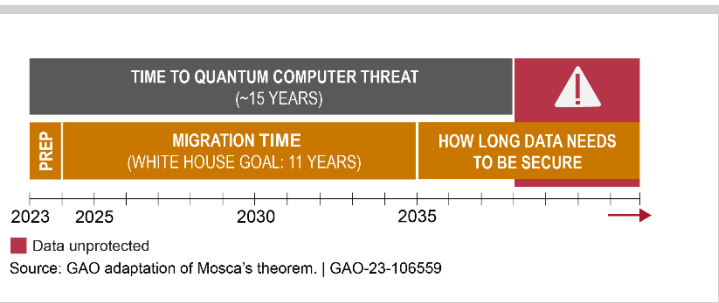 TIME TO QUANTUM COMPUTER THREAT
(~15 YEARS)
!
PREP
MIGRATION TIME
(WHITE HOUSE GOAL: 11 YEARS)
HOW LONG DATA NEEDS
TO BE SECURE
2023 2025 2030 2035
Data unprotected
Source: GAO adaptation of Mosca's theorem. | GAO-23-106559